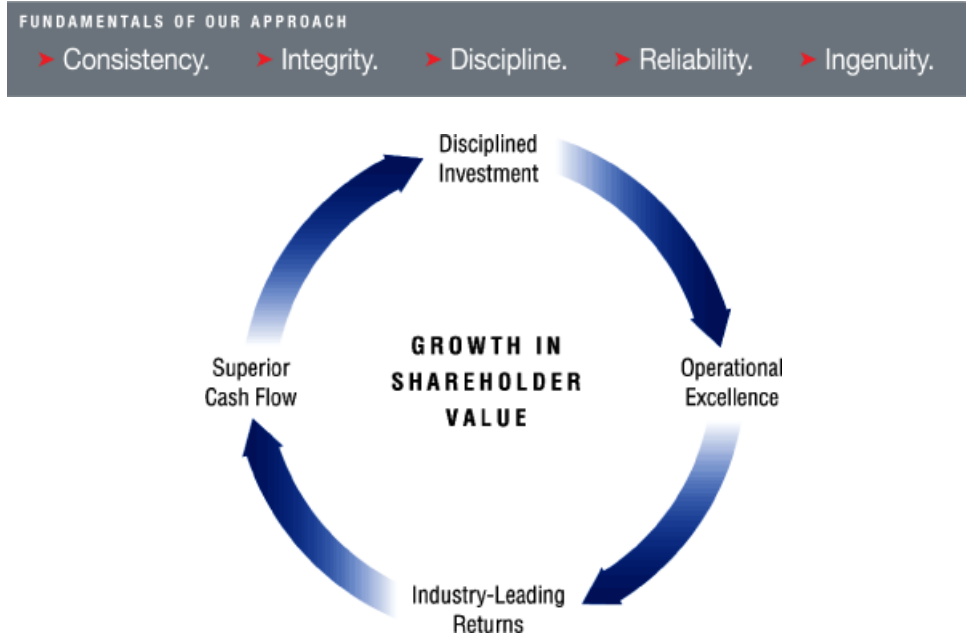 FUNDAMENTALS OF OUR APPROACH
➤ Consistency. ➤ Integrity. ➤ Discipline. ➤ Reliability. ➤ Ingenuity.
Disciplined
Investment
GROWTH IN
SHAREHOLDER
VALUE
Superior
Cash Flow
Operational
Excellence
Industry-Leading
Returns